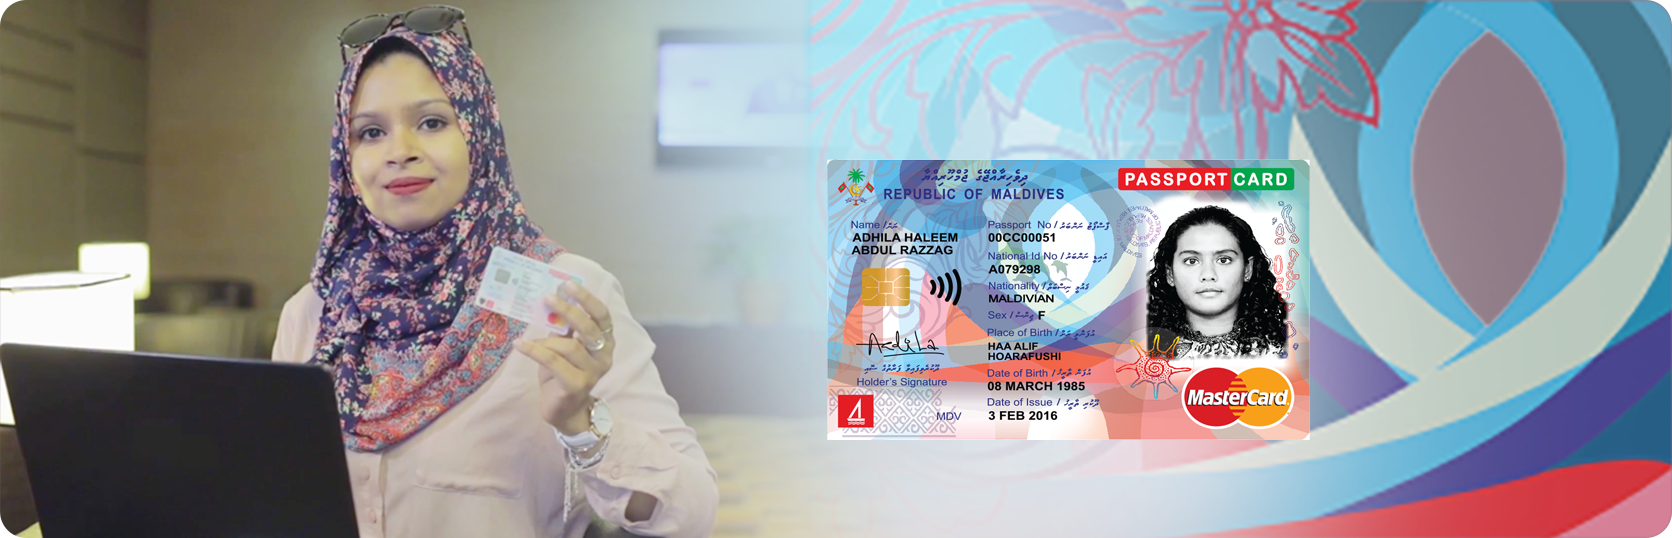 ދިވެހިރާއްޖޭގެ ޖުމްހޫރިއްޔާ
REPUBLIC OF MALDIVES
PASSPORT CARD
Name / ނަން
ADHILA HALEEM
ABDUL RAZZAG
Passport No / ޕާސްޕޯޓް ނަންބަރު
00CC00051
National Id No / އައިޑީ ނަންބަރު
A079298
Nationality / ޤައުމީ ނިސްބަތް
MALDIVIAN
Sex / ޖިންސު F
Place of Birth / އުފަންވީ ރަށް
HAA ALIF
HOARAFUSHI
Date of Birth / އުފަން ތާރީޚު
08 MARCH 1985
Date of Issue / ދޫކުރި ތާރީޚު
3 FEB 2016
Holder's Signature
MDV
MasterCard